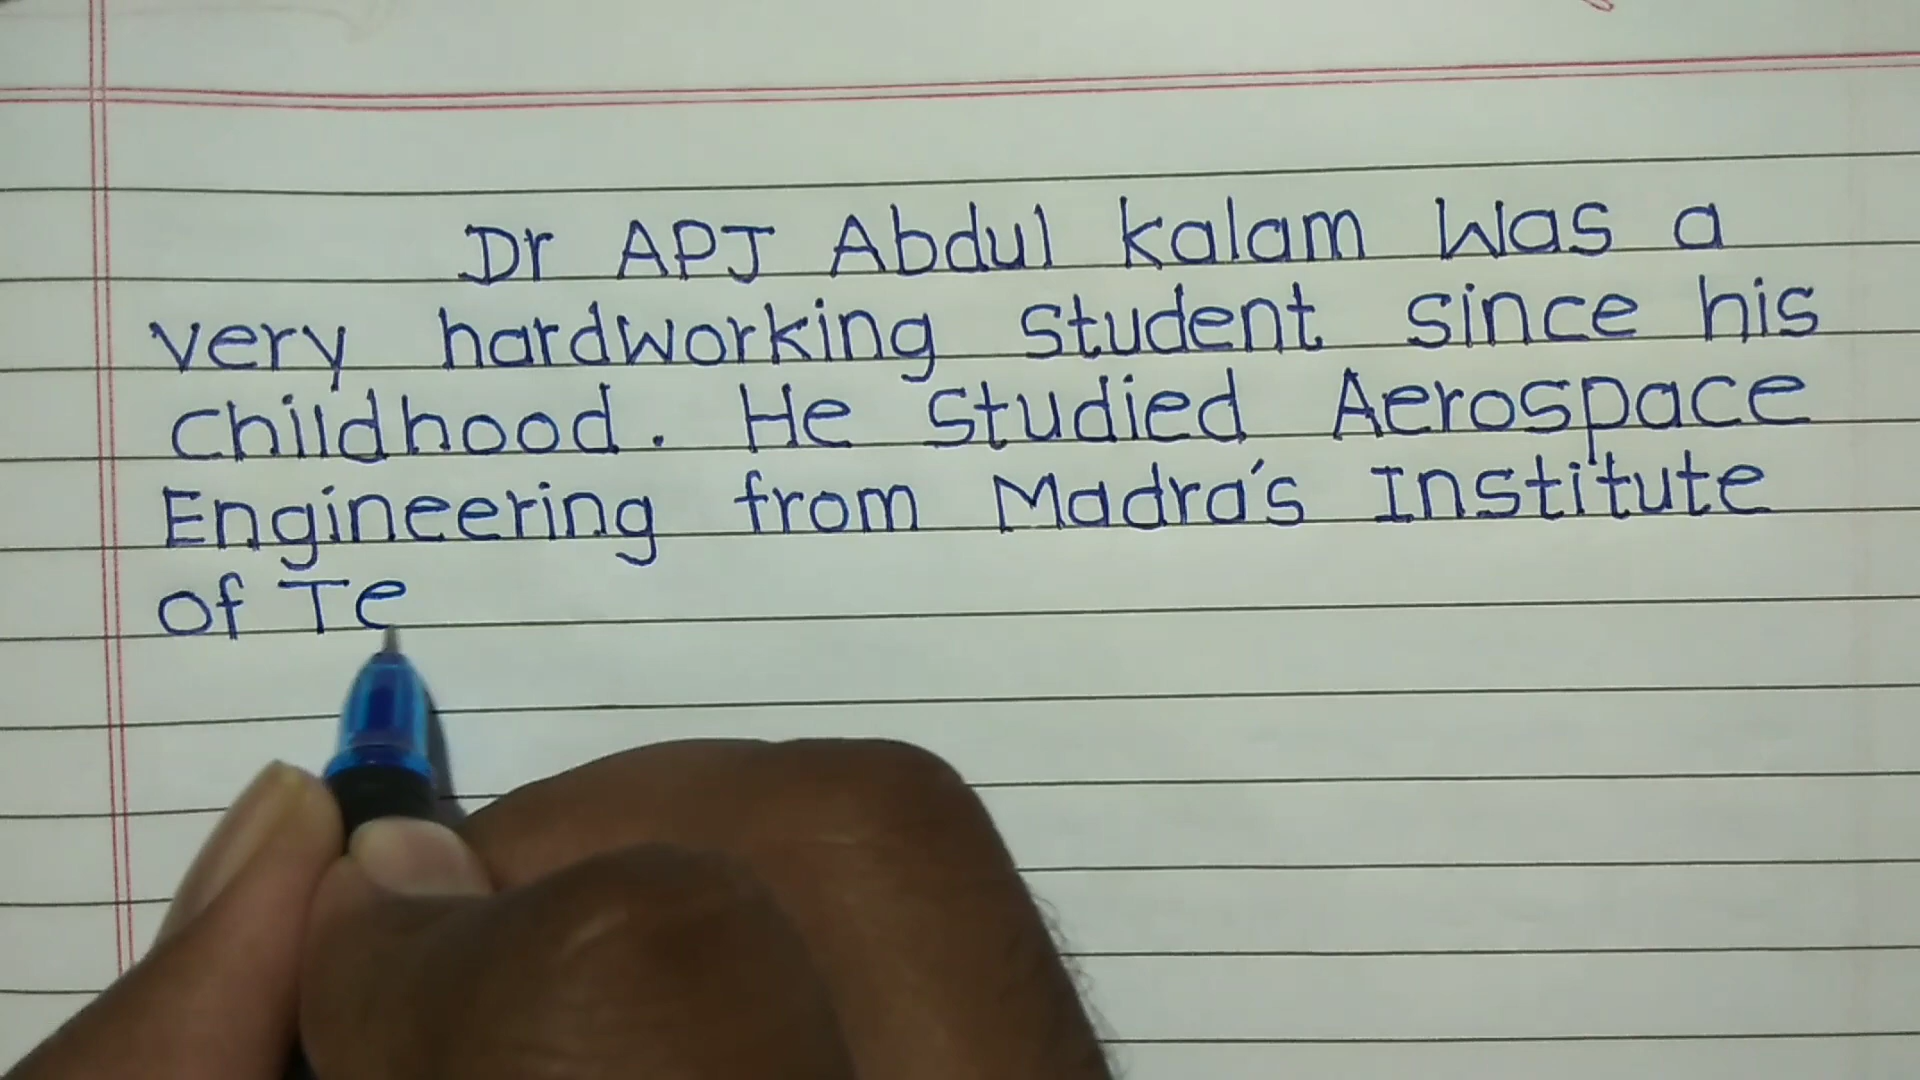 Dr APJ Abdul Kalam Was a
very hardworking student since his
Childhood. He Studied Aerospace
Engineering from Madra's Institute
of Te